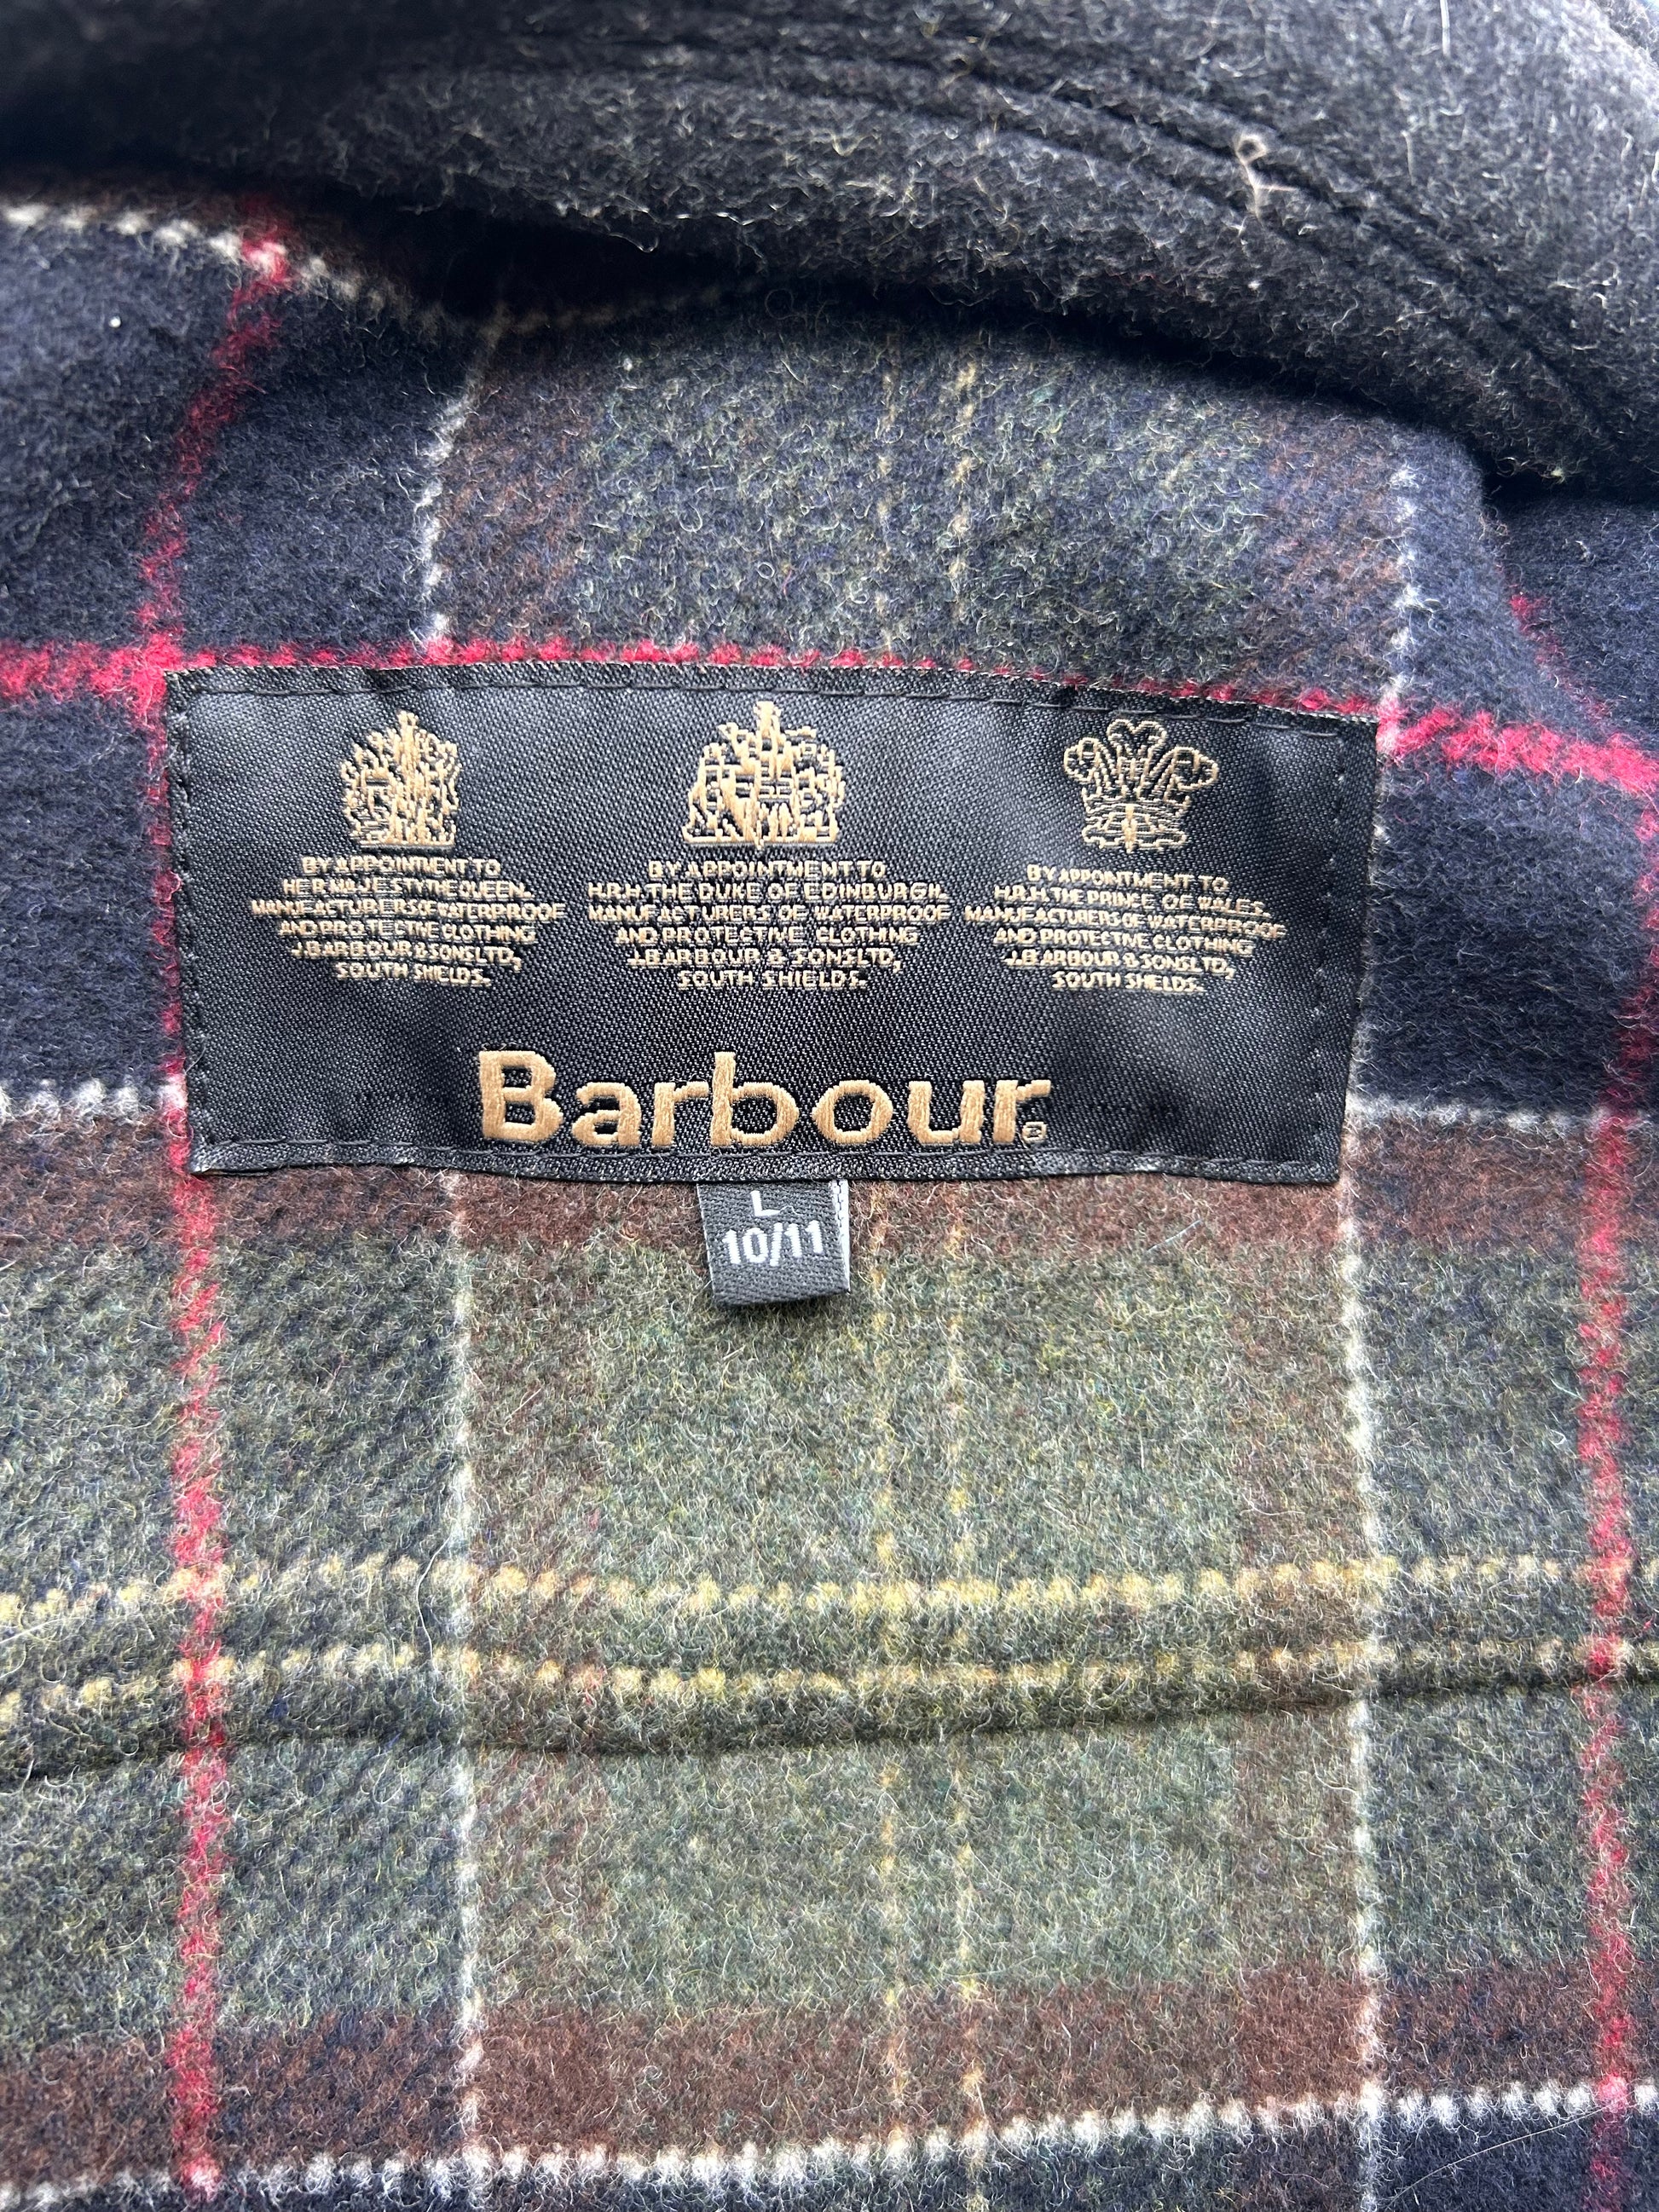 BY APPOINTMENT TO
HER MAJESTY THE QUEEN.
MANUFACTURERS OF WATERPROOF
AND PROTECTIVE CLOTHING
J.BARBOUR & SONS LTD,
SOUTH SHIELDS.
BY APPOINTMENT TO
H.R.H. THE DUKE OF EDINBURGH.
MANUFACTURERS OF WATERPROOF
AND PROTECTIVE CLOTHING
J.BARBOUR & SONS LTD,
SOUTH SHIELDS.
BY APPOINTMENT TO
H.R.H. THE PRINCE OF WALES.
MANUFACTURERS OF WATERPROOF
AND PROTECTIVE CLOTHING
J.BARBOUR & SONS LTD,
SOUTH SHIELDS.
Barbour®
L
10/11